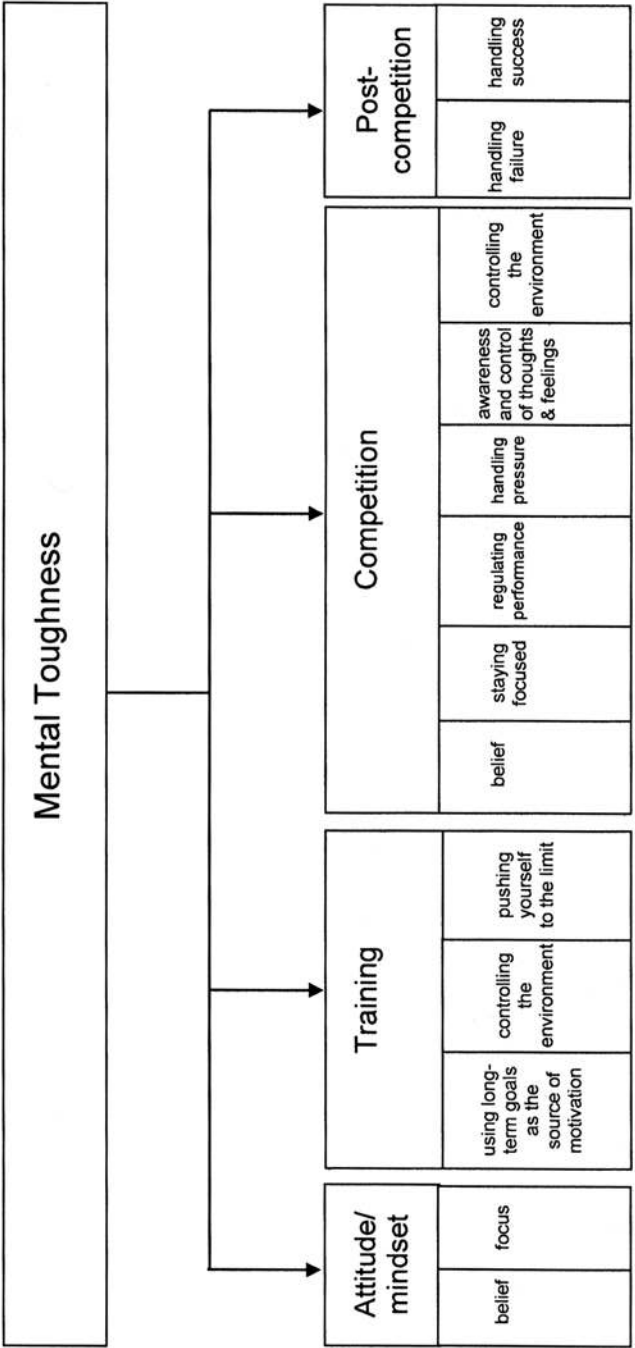 Mental Toughness
Attitude/
mindset
belief
focus
Training
using long-
term goals
as the
source of
motivation
controlling
the
environment
pushing
yourself
to the limit
Competition
belief
staying
focused
regulating
performance
handling
pressure
awareness
and control
of thoughts
& feelings
controlling
the
environment
Post-
competition
handling
failure
handling
success